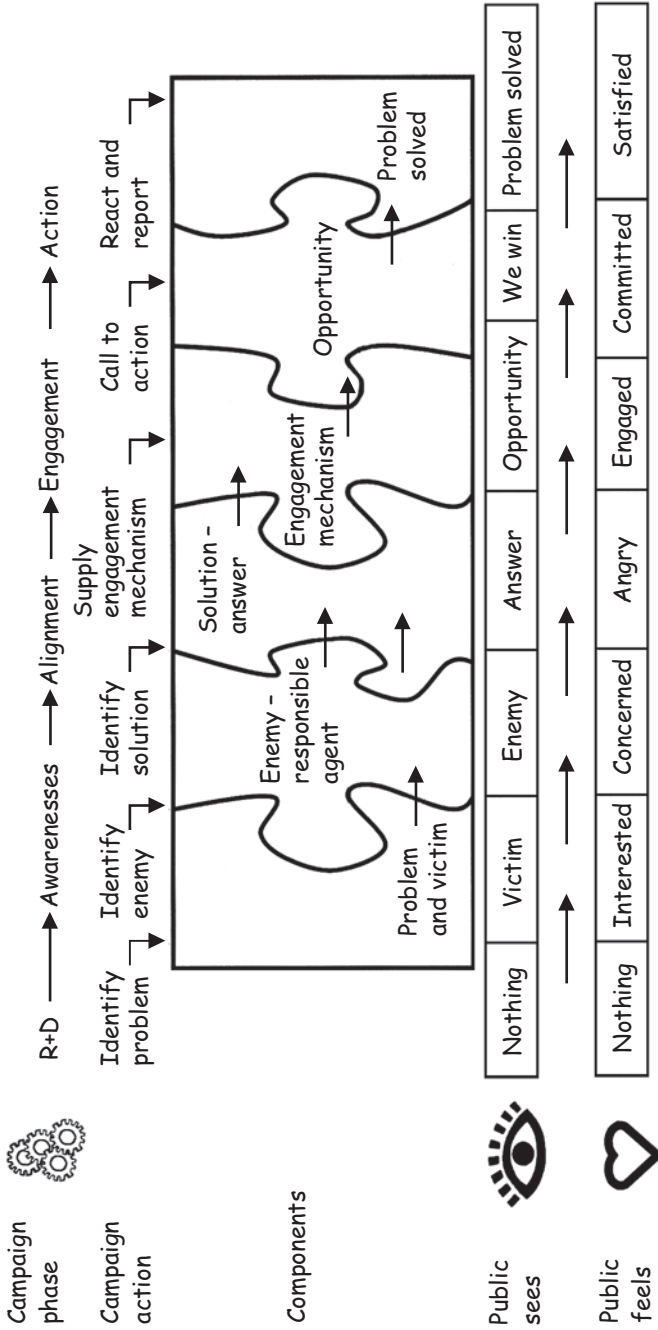 Campaign
phase
R+D Awarenesses Alignment Engagement Action
Campaign
action
Identify
problem
Identify
enemy
Identify
solution
Supply
engagement
mechanism
Call to
action
React and
report
Components
Problem
and victim
Enemy –
responsible
agent
Solution –
answer
Engagement
mechanism
Opportunity
Problem
solved
Public
sees
Nothing Victim Enemy Answer Opportunity We win Problem solved
Public
feels
Nothing Interested Concerned Angry Engaged Committed Satisfied